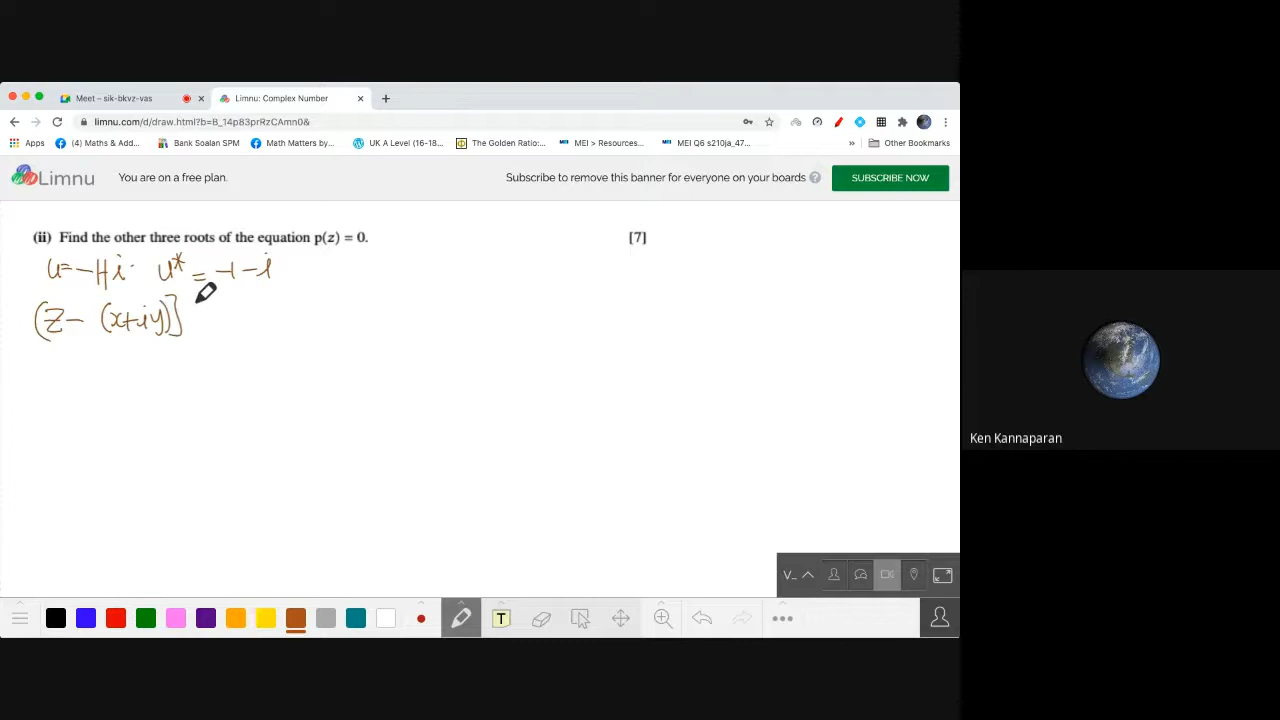 Meet – sik-bkvz-vas
Limnu: Complex Number
limnu.com/d/draw.html?b=B_14p83prRzCAmn0&
Apps
(4) Maths & Add...
Bank Soalan SPM
Math Matters by...
UK A Level (16-18...
The Golden Ratio:...
MEI > Resources...
MEI Q6 s210ja_47...
»
Other Bookmarks
Limnu
You are on a free plan.
Subscribe to remove this banner for everyone on your boards
SUBSCRIBE NOW
(ii) Find the other three roots of the equation p(z) = 0. [7]
u = -1+i. u* = -1-i
(z - (x+iy)]
Ken Kannaparan
V...
T